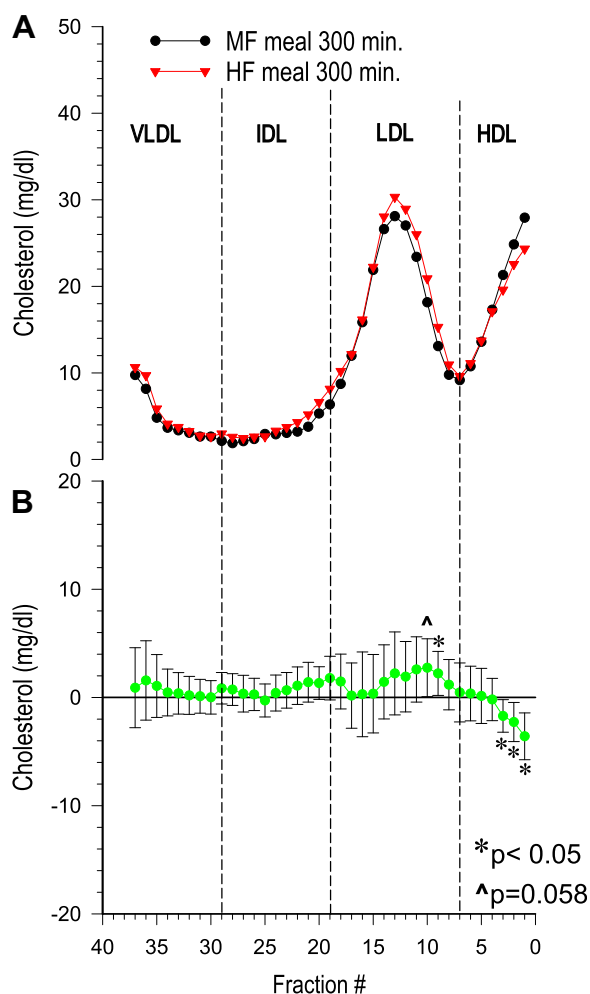 A
MF meal 300 min.
HF meal 300 min.
VLDL IDL LDL HDL
Cholesterol (mg/dl)
50
40
30
20
10
0
B
^
*
* * *
Cholesterol (mg/dl)
20
10
0
-10
-20
*p< 0.05
^p=0.058
40 35 30 25 20 15 10 5 0
Fraction #